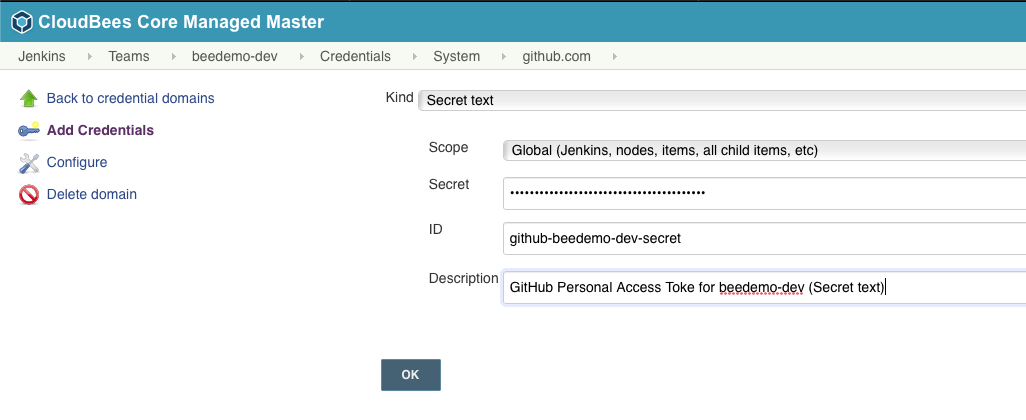 CloudBees Core Managed Master
Jenkins Teams beedemo-dev Credentials System github.com
Back to credential domains
Add Credentials
Configure
Delete domain
Kind Secret text
Scope Global (Jenkins, nodes, items, all child items, etc)
Secret ••••••••••••••••••••••••••••••••••••••••
ID github-beedemo-dev-secret
Description GitHub Personal Access Toke for beedemo-dev (Secret text)
OK